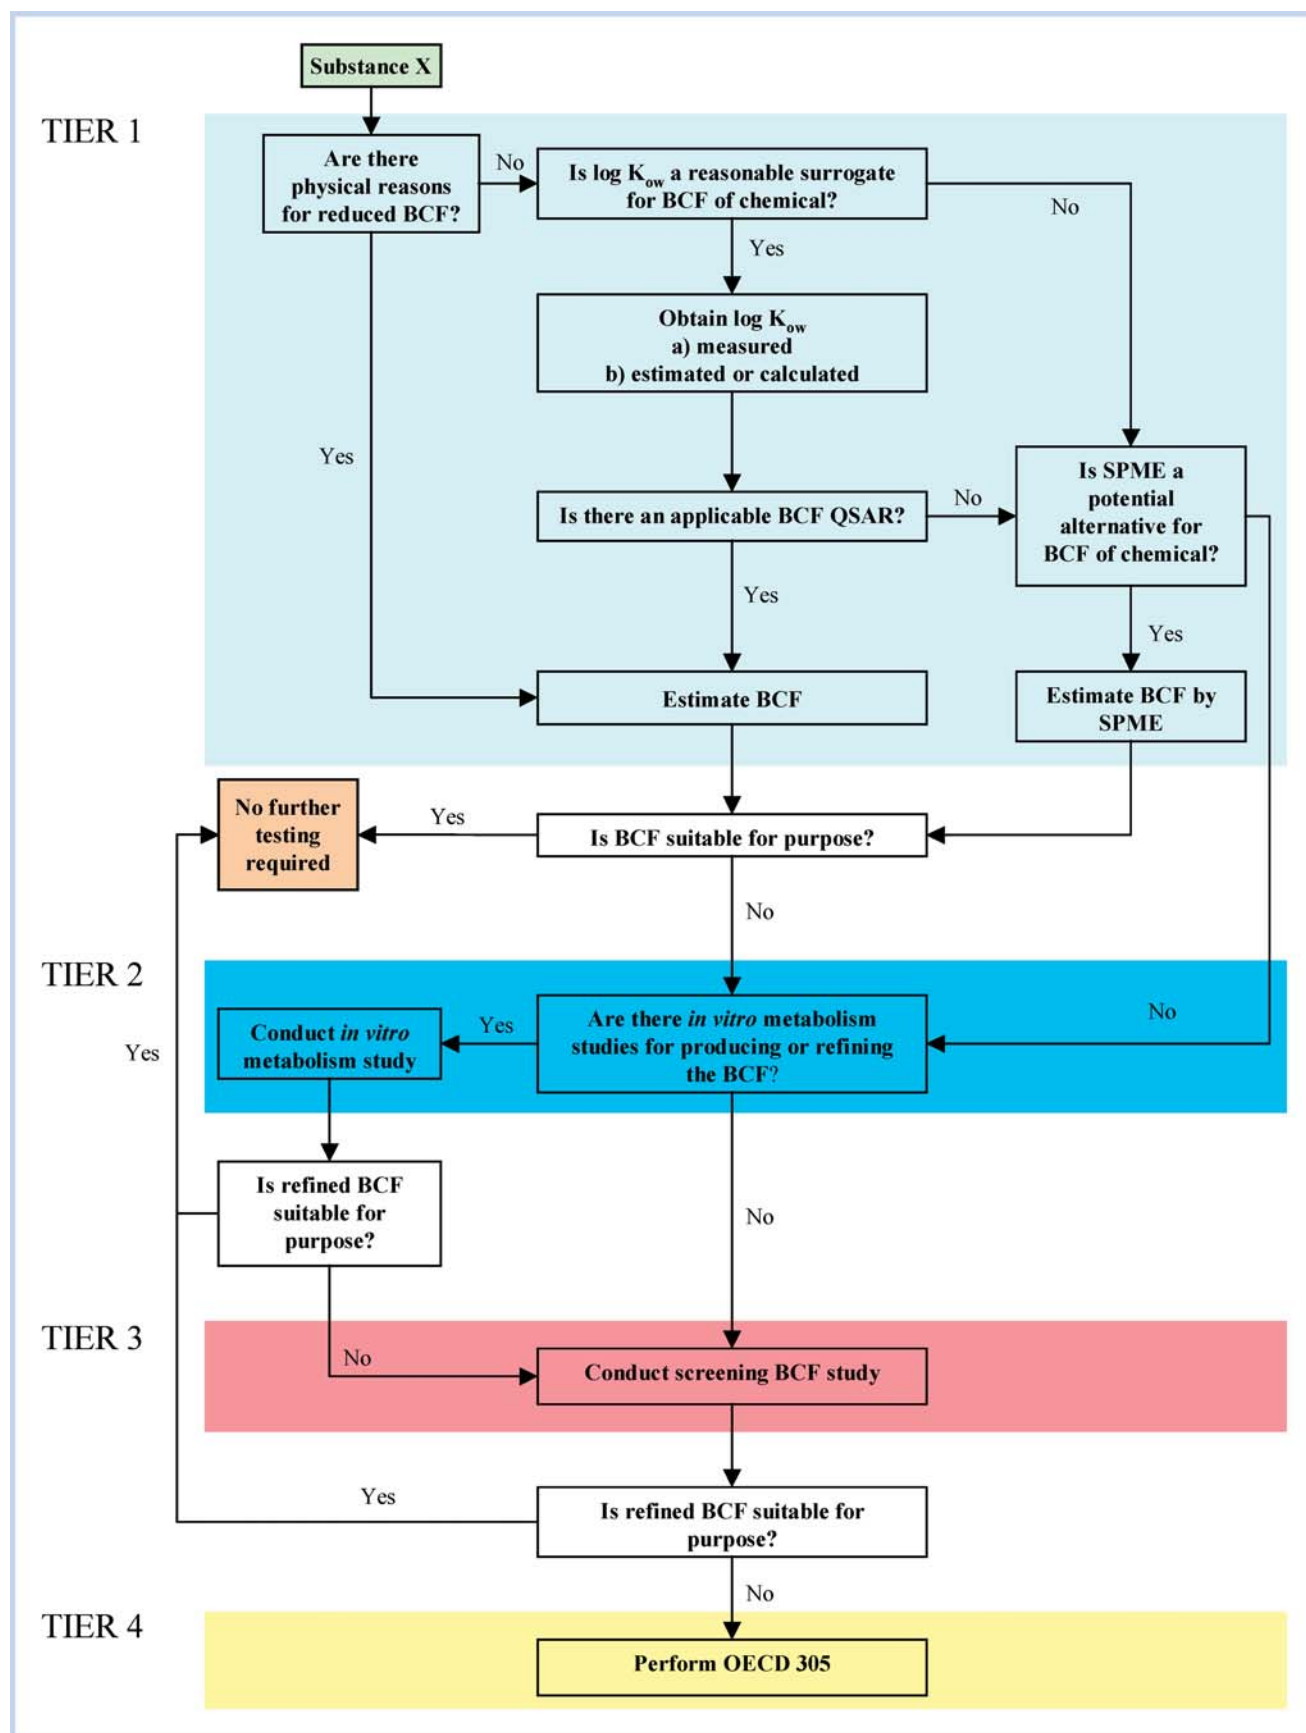 Substance X
TIER 1
Are there
physical reasons
for reduced BCF?
No
Is log Kow a reasonable surrogate
for BCF of chemical?
No
Yes
Obtain log Kow
a) measured
b) estimated or calculated
Yes
Is there an applicable BCF QSAR?
No
Is SPME a
potential
alternative for
BCF of chemical?
Yes
Yes
Estimate BCF
Estimate BCF by
SPME
No further
testing
required
Yes
Is BCF suitable for purpose?
No
TIER 2
Conduct in vitro
metabolism study
Yes
Are there in vitro metabolism
studies for producing or refining
the BCF?
No
Yes
Is refined BCF
suitable for
purpose?
No
TIER 3
No
Conduct screening BCF study
Yes
Is refined BCF suitable for
purpose?
No
TIER 4
Perform OECD 305